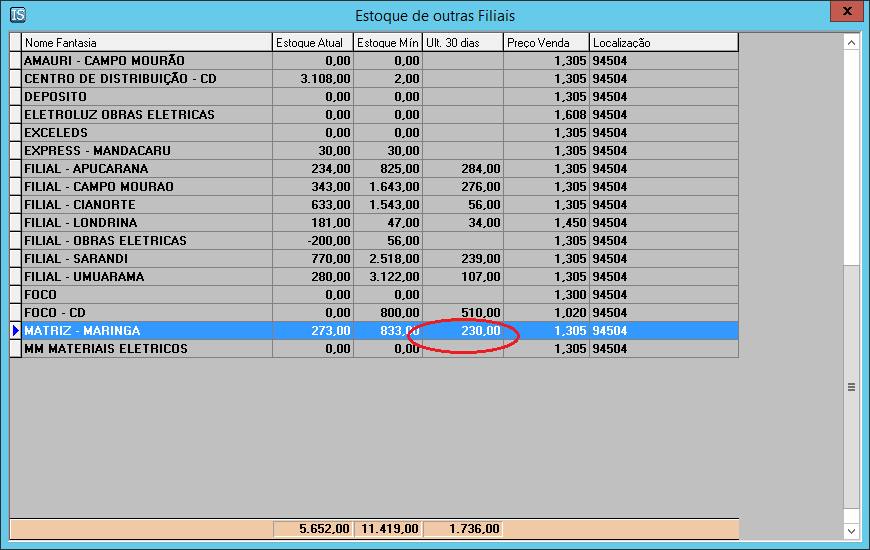 IS Estoque de outras Filiais x
Nome Fantasia Estoque Atual Estoque Mín Ult. 30 dias Preço Venda Localização
AMAURI - CAMPO MOURÃO 0,00 0,00 1,305 94504
CENTRO DE DISTRIBUIÇÃO - CD 3.108,00 2,00 1,305 94504
DEPOSITO 0,00 0,00 1,305 94504
ELETROLUZ OBRAS ELETRICAS 0,00 0,00 1,608 94504
EXCELEDS 0,00 0,00 1,305 94504
EXPRESS - MANDACARU 30,00 30,00 1,305 94504
FILIAL - APUCARANA 234,00 825,00 284,00 1,305 94504
FILIAL - CAMPO MOURAO 343,00 1.643,00 276,00 1,305 94504
FILIAL - CIANORTE 633,00 1.543,00 56,00 1,305 94504
FILIAL - LONDRINA 181,00 47,00 34,00 1,450 94504
FILIAL - OBRAS ELETRICAS -200,00 56,00 1,305 94504
FILIAL - SARANDI 770,00 2.518,00 239,00 1,305 94504
FILIAL - UMUARAMA 280,00 3.122,00 107,00 1,305 94504
FOCO 0,00 0,00 1,300 94504
FOCO - CD 0,00 800,00 510,00 1,020 94504
MATRIZ - MARINGA 273,00 833,00 230,00 1,305 94504
MM MATERIAIS ELETRICOS 0,00 0,00 1,305 94504
5.652,00 11.419,00 1.736,00